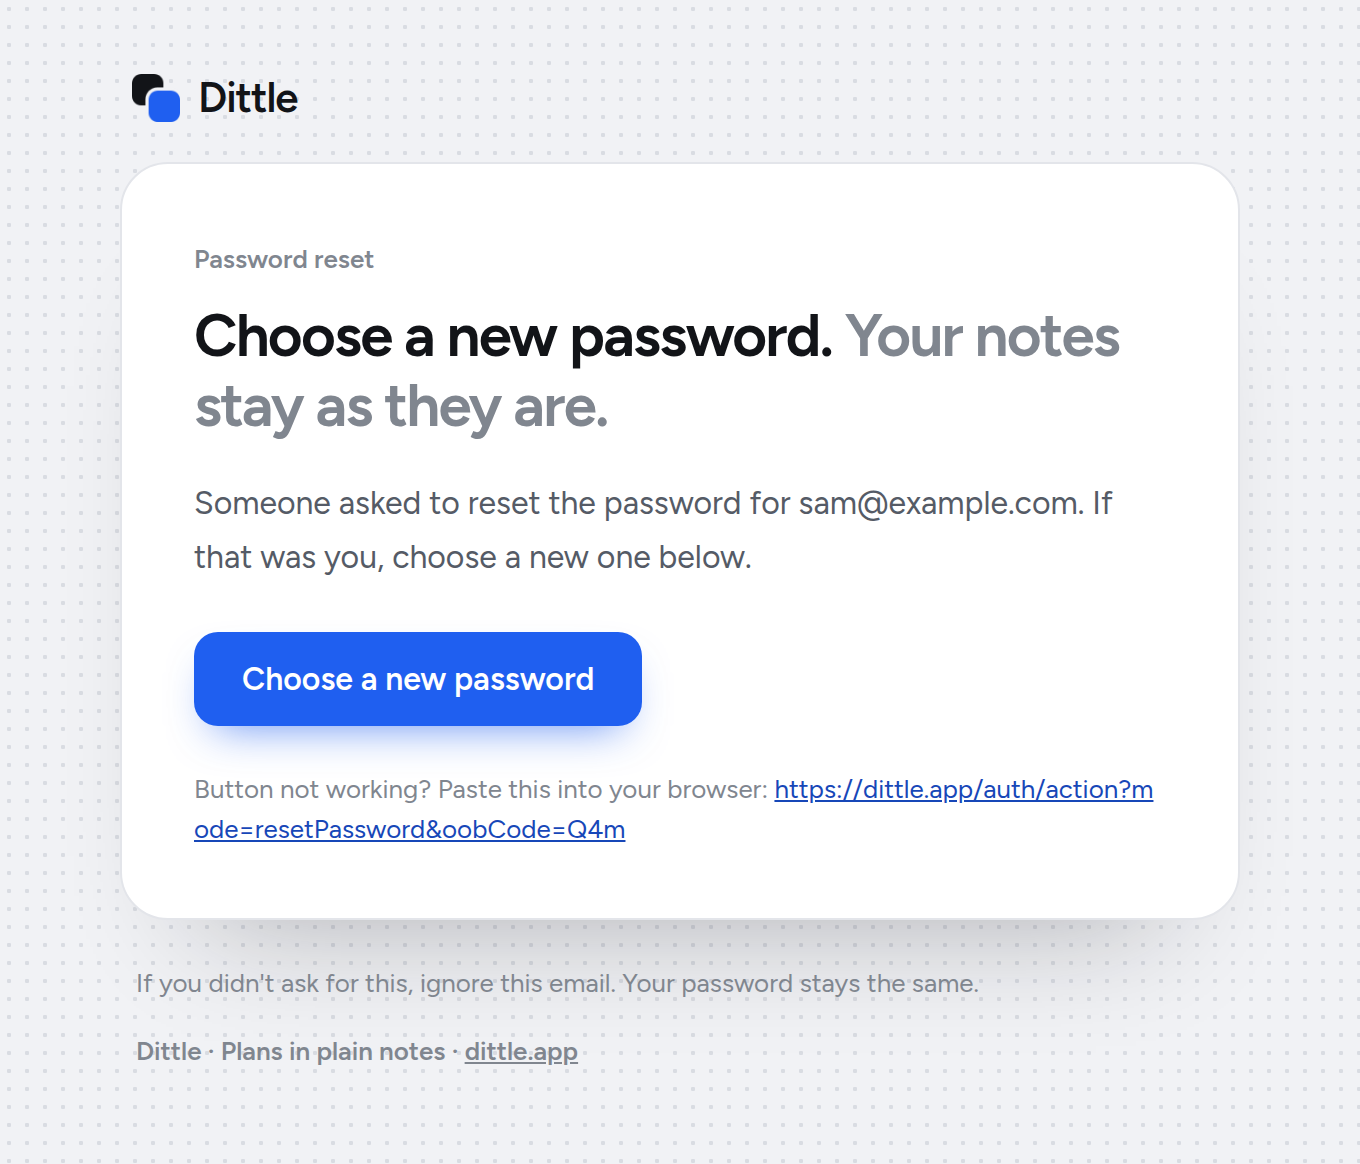 Dittle
Password reset
Choose a new password. Your notes
stay as they are.
Someone asked to reset the password for sam@example.com. If
that was you, choose a new one below.
Choose a new password
Button not working? Paste this into your browser: https://dittle.app/auth/action?m
ode=resetPassword&oobCode=Q4m
If you didn't ask for this, ignore this email. Your password stays the same.
Dittle · Plans in plain notes · dittle.app